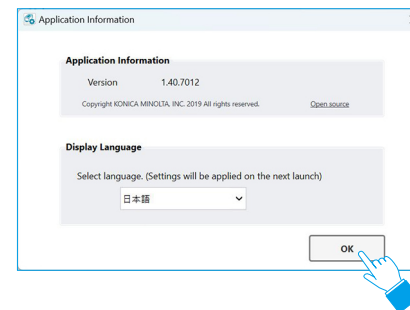 Application Information
Application Information
Version 1.40.7012
Copyright KONICA MINOLTA, INC. 2019 All rights reserved. Open source
Display Language
Select language. (Settings will be applied on the next launch)
日本語
OK